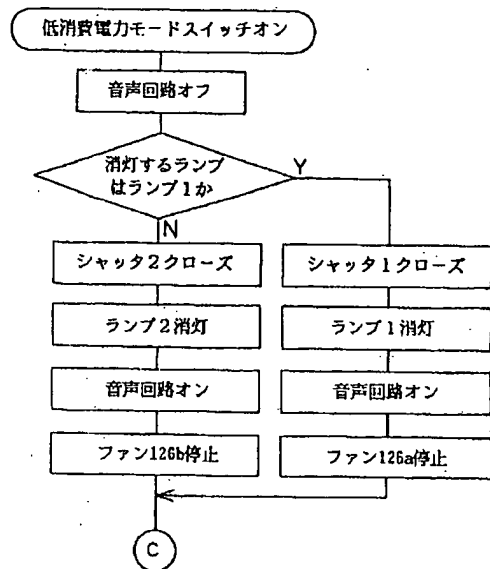 低消費電力モードスイッチオン
音声回路オフ
消灯するランプ
はランプ1か
Y
N
シャッタ2クローズ
ランプ2消灯
音声回路オン
ファン126b停止
シャッタ1クローズ
ランプ1消灯
音声回路オン
ファン126a停止
C